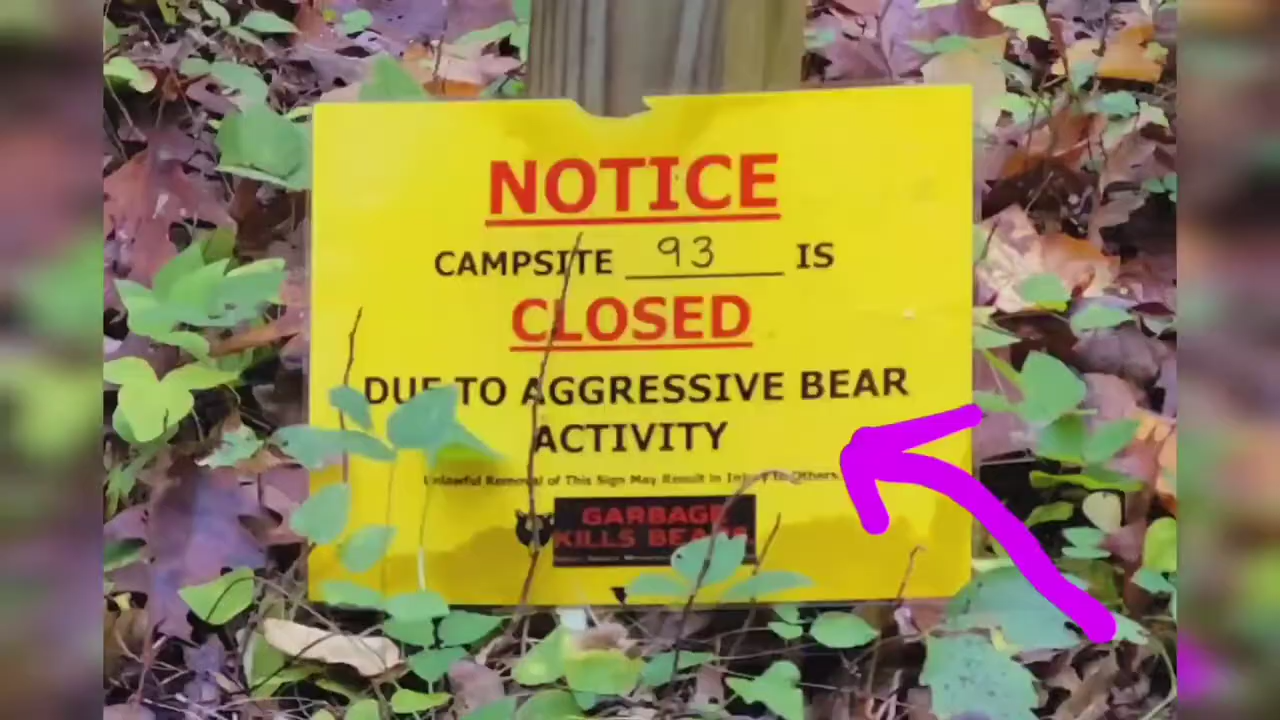 NOTICE
CAMPSITE 93 IS
CLOSED
DUE TO AGGRESSIVE BEAR
ACTIVITY
Unlawful Removal of This Sign May Result in Injury to Others
GARBAGE
KILLS BEARS